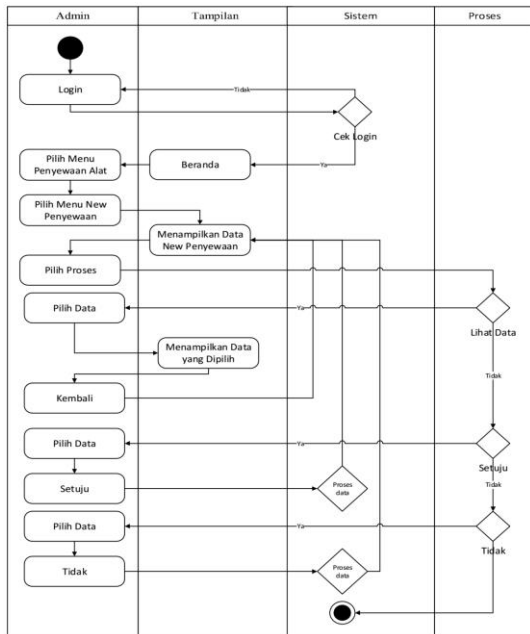 Admin
Tampilan
Sistem
Proses
Login
Tidak
Cek Login
Ya
Beranda
Pilih Menu
Penyewaan Alat
Pilih Menu New
Penyewaan
Menampilkan Data
New Penyewaan
Pilih Proses
Pilih Data
Ya
Lihat Data
Menampilkan Data
yang Dipilih
Tidak
Kembali
Pilih Data
Ya
Setuju
Setuju
Proses
data
Tidak
Pilih Data
Ya
Tidak
Tidak
Proses
data